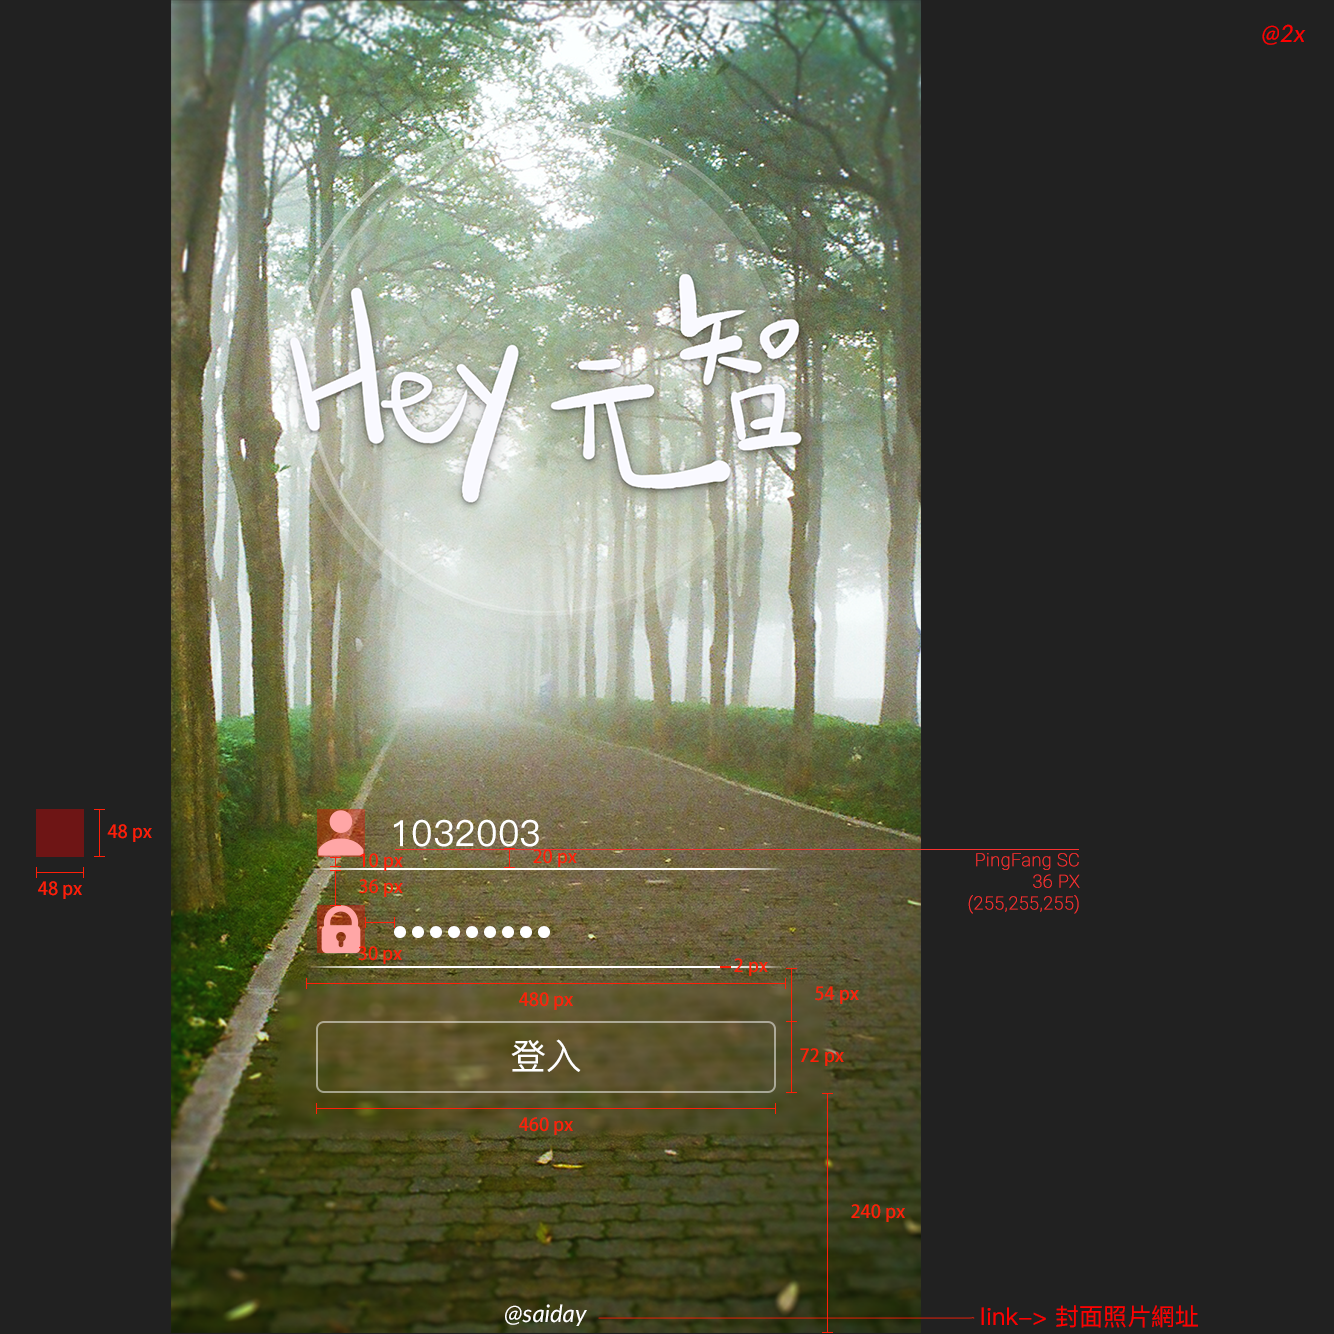 @2x
Hey 元智
48 px
48 px
1032003
10 px
20 px
PingFang SC
36 PX
(255,255,255)
36 px
30 px
2 px
480 px
54 px
登入
72 px
460 px
240 px
@saiday
link-> 封面照片網址